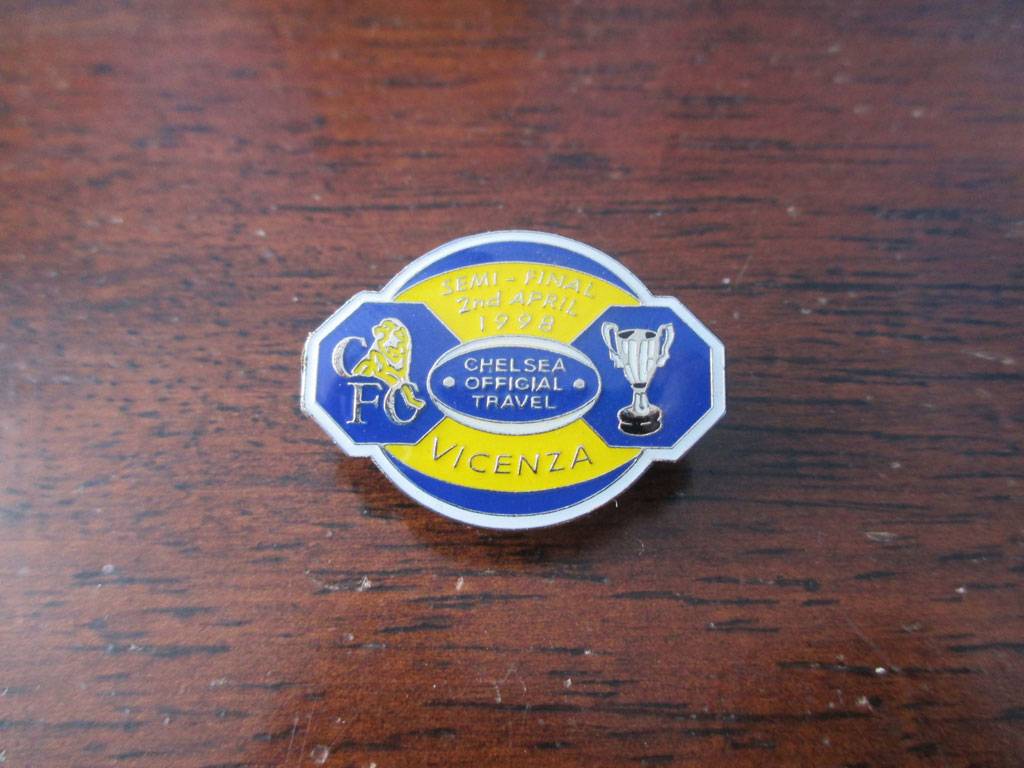 SEMI - FINAL
2nd APRIL
1998
CFC
CHELSEA
• OFFICIAL •
TRAVEL
VICENZA